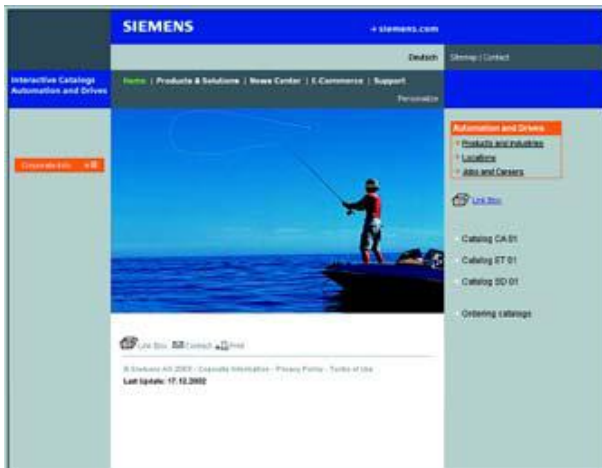 SIEMENS
siemens.com
Deutsch
Sitemap | Contact
Interactive Catalogs
Automation and Drives
Home | Products & Solutions | News Center | E-Commerce | Support
Personalize
Automation and Drives
Products and Industries
Locations
Jobs and Careers
Corporate Info
Link Box
Catalog CA 01
Catalog ET 01
Catalog SD 01
Ordering catalogs
Link Box Contact Print
© Siemens AG 2003 - Corporate Information - Privacy Policy - Terms of Use
Last Update: 17.12.2002